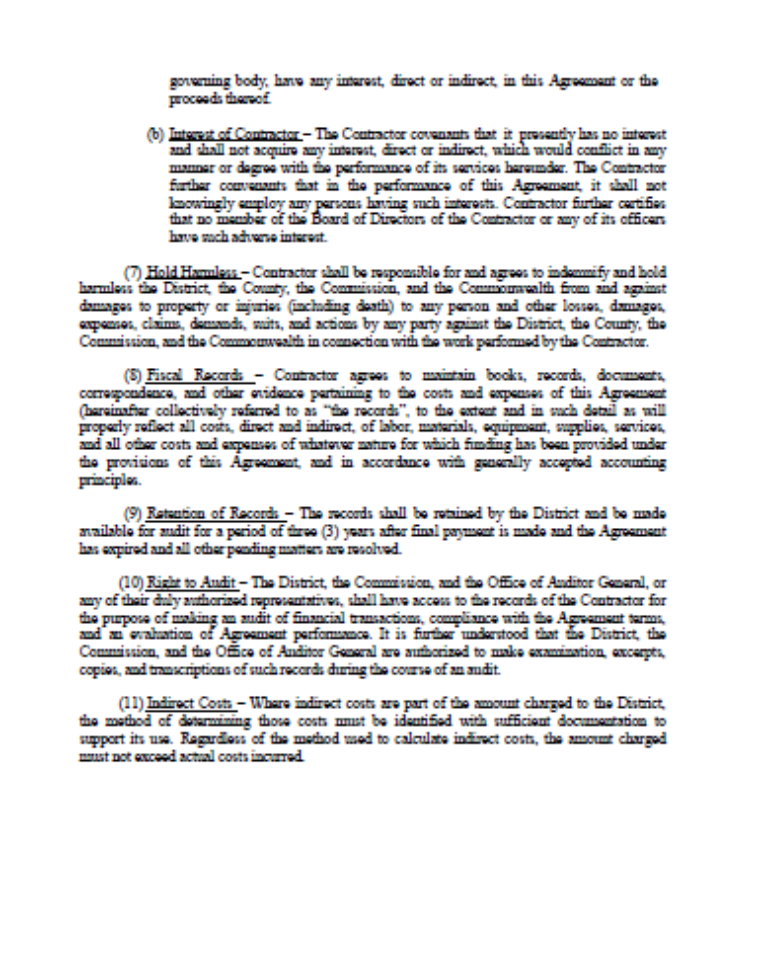 governing body, have any interest, direct or indirect, in this Agreement or the
proceeds thereof.
(b) Interest of Contractor – The Contractor covenants that it presently has no interest
and shall not acquire any interest, direct or indirect, which would conflict in any
manner or degree with the performance of its services hereunder. The Contractor
further convenants that in the performance of this Agreement, it shall not
knowingly employ any persons having such interests. Contractor further certifies
that no member of the Board of Directors of the Contractor or any of its officers
have such adverse interest.
(7) Hold Harmless – Contractor shall be responsible for and agrees to indemnify and hold
harmless the District, the County, the Commission, and the Commonwealth from and against
damages to property or injuries (including death) to any person and other losses, damages,
expenses, claims, demands, suits, and actions by any party against the District, the County, the
Commission, and the Commonwealth in connection with the work performed by the Contractor.
(8) Fiscal Records – Contractor agrees to maintain books, records, documents,
correspondence, and other evidence pertaining to the costs and expenses of this Agreement
(hereinafter collectively referred to as “the records”, to the extent and in such detail as will
properly reflect all costs, direct and indirect, of labor, materials, equipment, supplies, services,
and all other costs and expenses of whatever nature for which funding has been provided under
the provisions of this Agreement, and in accordance with generally accepted accounting
principles.
(9) Retention of Records – The records shall be retained by the District and be made
available for audit for a period of three (3) years after final payment is made and the Agreement
has expired and all other pending matters are resolved.
(10) Right to Audit – The District, the Commission, and the Office of Auditor General, or
any of their duly authorized representatives, shall have access to the records of the Contractor for
the purpose of making an audit of financial transactions, compliance with the Agreement terms,
and an evaluation of Agreement performance. It is further understood that the District, the
Commission, and the Office of Auditor General are authorized to make examination, excerpts,
copies, and transcriptions of such records during the course of an audit.
(11) Indirect Costs – Where indirect costs are part of the amount charged to the District,
the method of determining those costs must be identified with sufficient documentation to
support its use. Regardless of the method used to calculate indirect costs, the amount charged
must not exceed actual costs incurred.